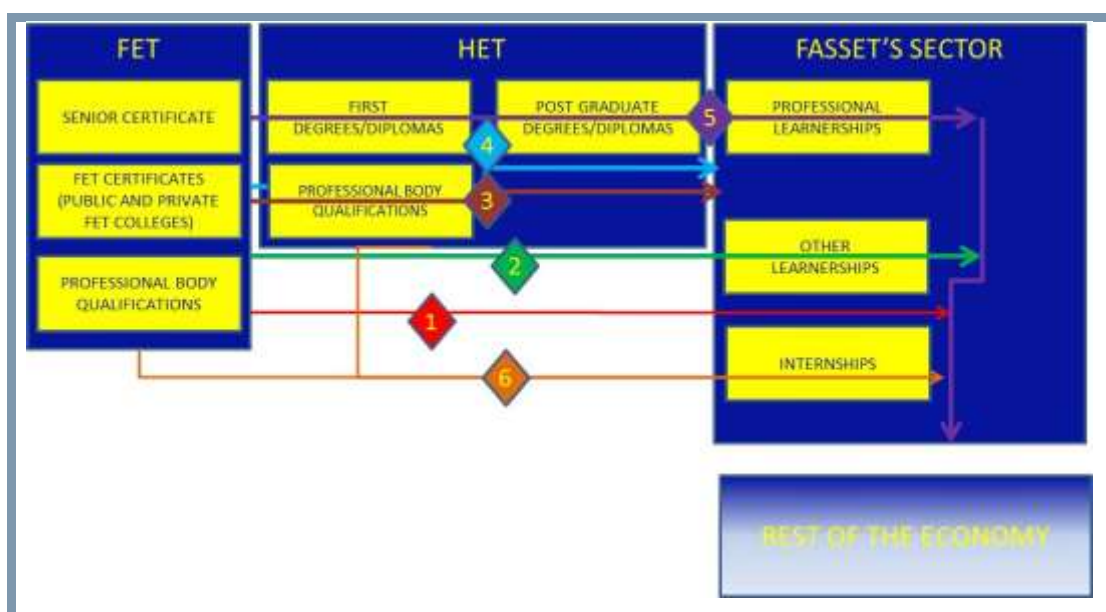 FET
SENIOR CERTIFICATE
FET CERTIFICATES
(PUBLIC AND PRIVATE
FET COLLEGES)
PROFESSIONAL BODY
QUALIFICATIONS
HET
FIRST
DEGREES/DIPLOMAS
POST GRADUATE
DEGREES/DIPLOMAS
PROFESSIONAL BODY
QUALIFICATIONS
FASSET'S SECTOR
PROFESSIONAL
LEARNERSHIPS
OTHER
LEARNERSHIPS
INTERNSHIPS
5
4
3
2
1
6
REST OF THE ECONOMY